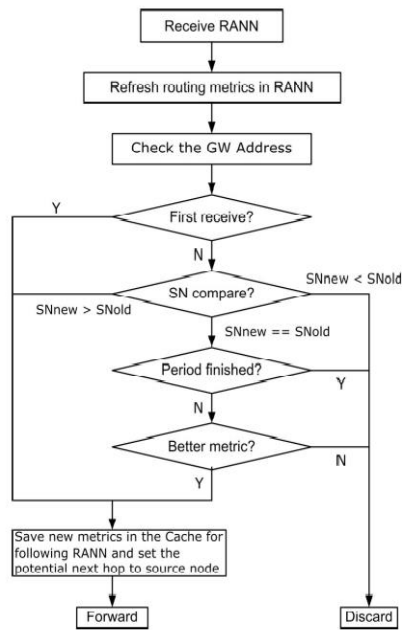 Receive RANN
Refresh routing metrics in RANN
Check the GW Address
Y
First receive?
N
SNnew < SNold
SN compare?
SNnew > SNold
SNnew == SNold
Period finished?
Y
N
Better metric?
N
Y
Save new metrics in the Cache for
following RANN and set the
potential next hop to source node
Forward
Discard